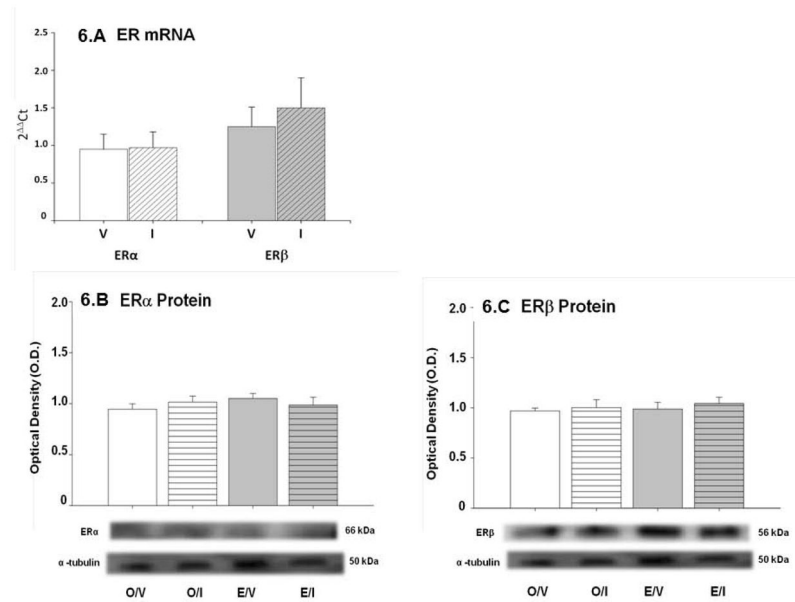 6.A ER mRNA
2.5
2.0
1.5
1.0
0.5
0
2ΔΔCt
V I V I
ERα ERβ
6.B ERα Protein
2.0
1.5
1.0
0.5
0
Optical Density (O.D.)
ERα 66 kDa
α-tubulin 50 kDa
O/V O/I E/V E/I
6.C ERβ Protein
2.0
1.5
1.0
0.5
0
Optical Density (O.D.)
ERβ 56 kDa
α-tubulin 50 kDa
O/V O/I E/V E/I